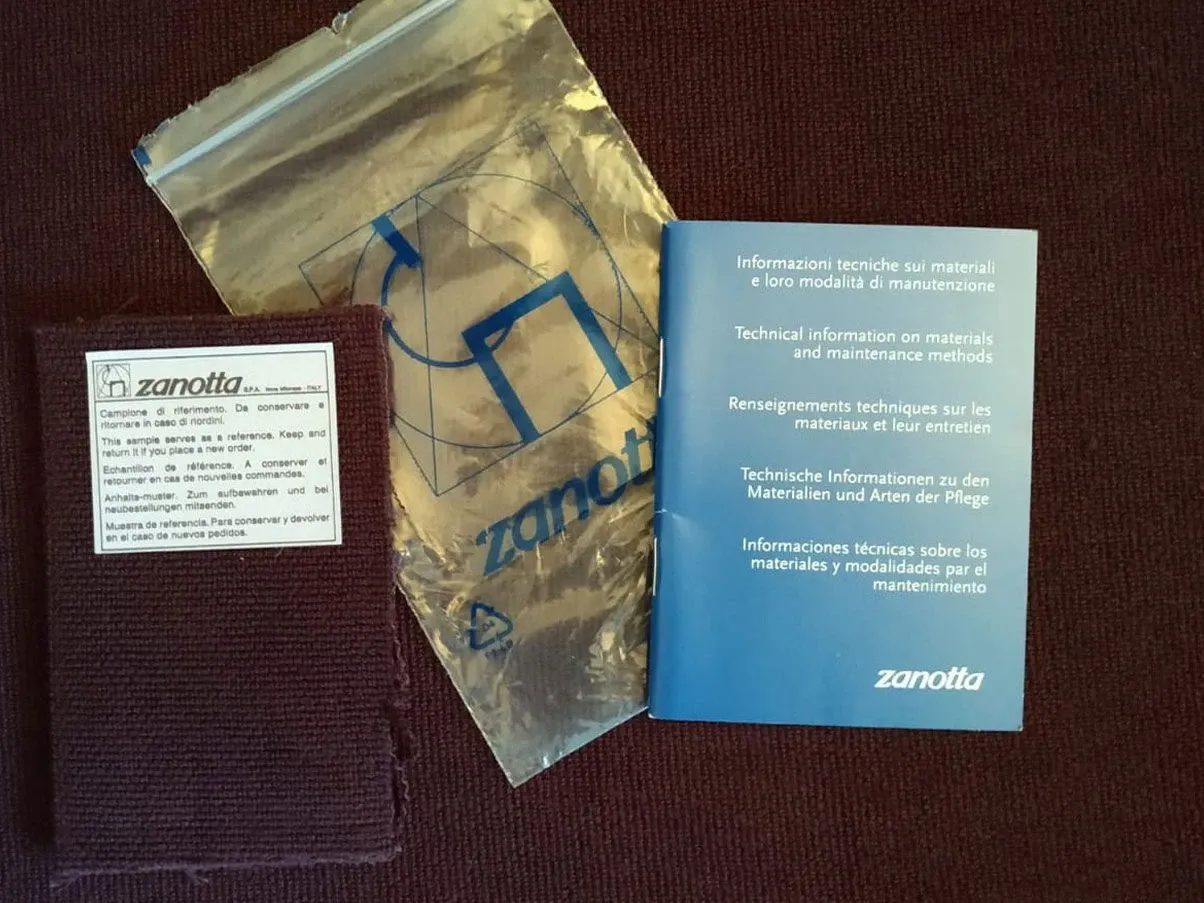 zanotta S.P.A. Nova Milanese - ITALY
Campione di riferimento. Da conservare e
ritornare in caso di riordini.
This sample serves as a reference. Keep and
return it if you place a new order.
Echantillon de référence. A conserver et
retourner en cas de nouvelles commandes.
Anhalts-muster. Zum aufbewahren und bei
neubestellungen mitsenden.
Muestra de referencia. Para conservar y devolver
en el caso de nuevos pedidos.
zanott
04
Informazioni tecniche sui materiali
e loro modalità di manutenzione
Technical information on materials
and maintenance methods
Renseignements techniques sur les
materiaux et leur entretien
Technische Informationen zu den
Materialien und Arten der Pflege
Informaciones técnicas sobre los
materiales y modalidades par el
mantenimiento
zanotta